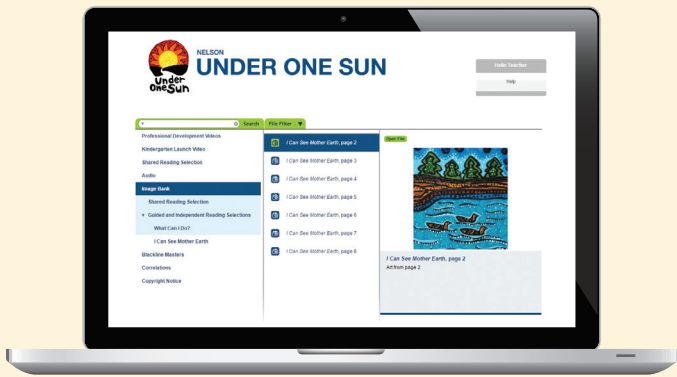 NELSON
UNDER ONE SUN
Under
One Sun
Hello Teacher
Help
Search
File Filter
Professional Development Videos
Kindergarten Launch Video
Shared Reading Selection
Audio
Image Bank
Shared Reading Selection
Guided and Independent Reading Selections
What Can I Do?
I Can See Mother Earth
Blackline Masters
Correlations
Copyright Notice
I Can See Mother Earth, page 2
I Can See Mother Earth, page 3
I Can See Mother Earth, page 4
I Can See Mother Earth, page 5
I Can See Mother Earth, page 6
I Can See Mother Earth, page 7
I Can See Mother Earth, page 8
Open File
I Can See Mother Earth, page 2
Art from page 2